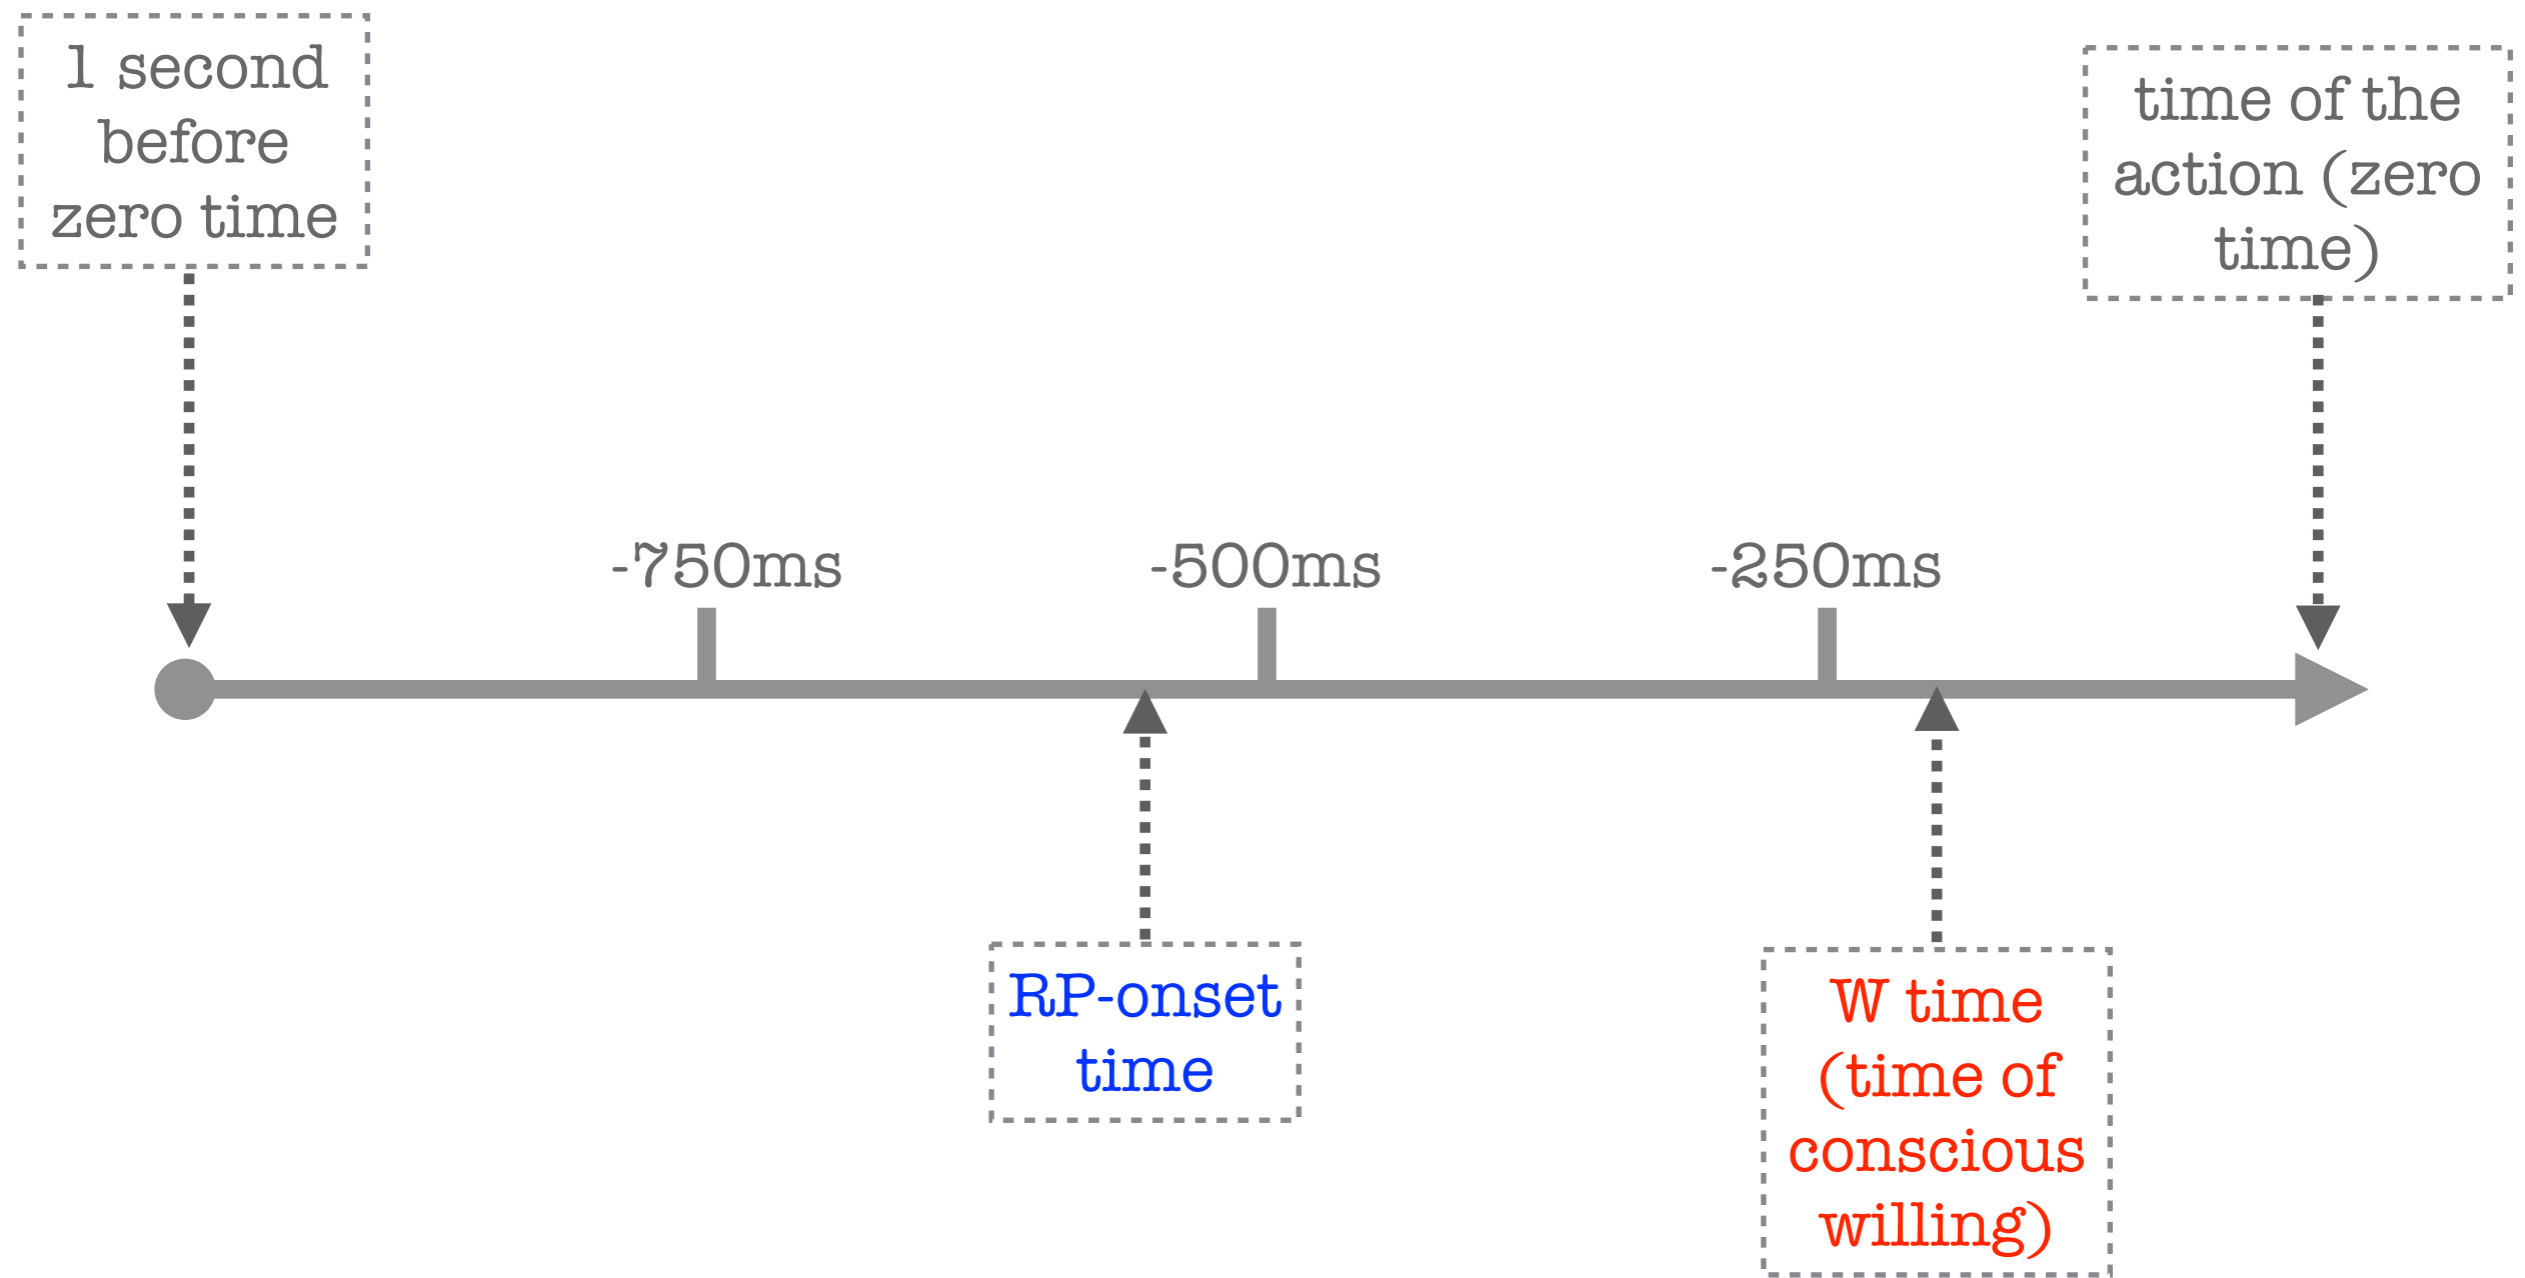 1 second
before
zero time
time of the
action (zero
time)
-750ms
-500ms
-250ms
RP-onset
time
W time
(time of
conscious
willing)